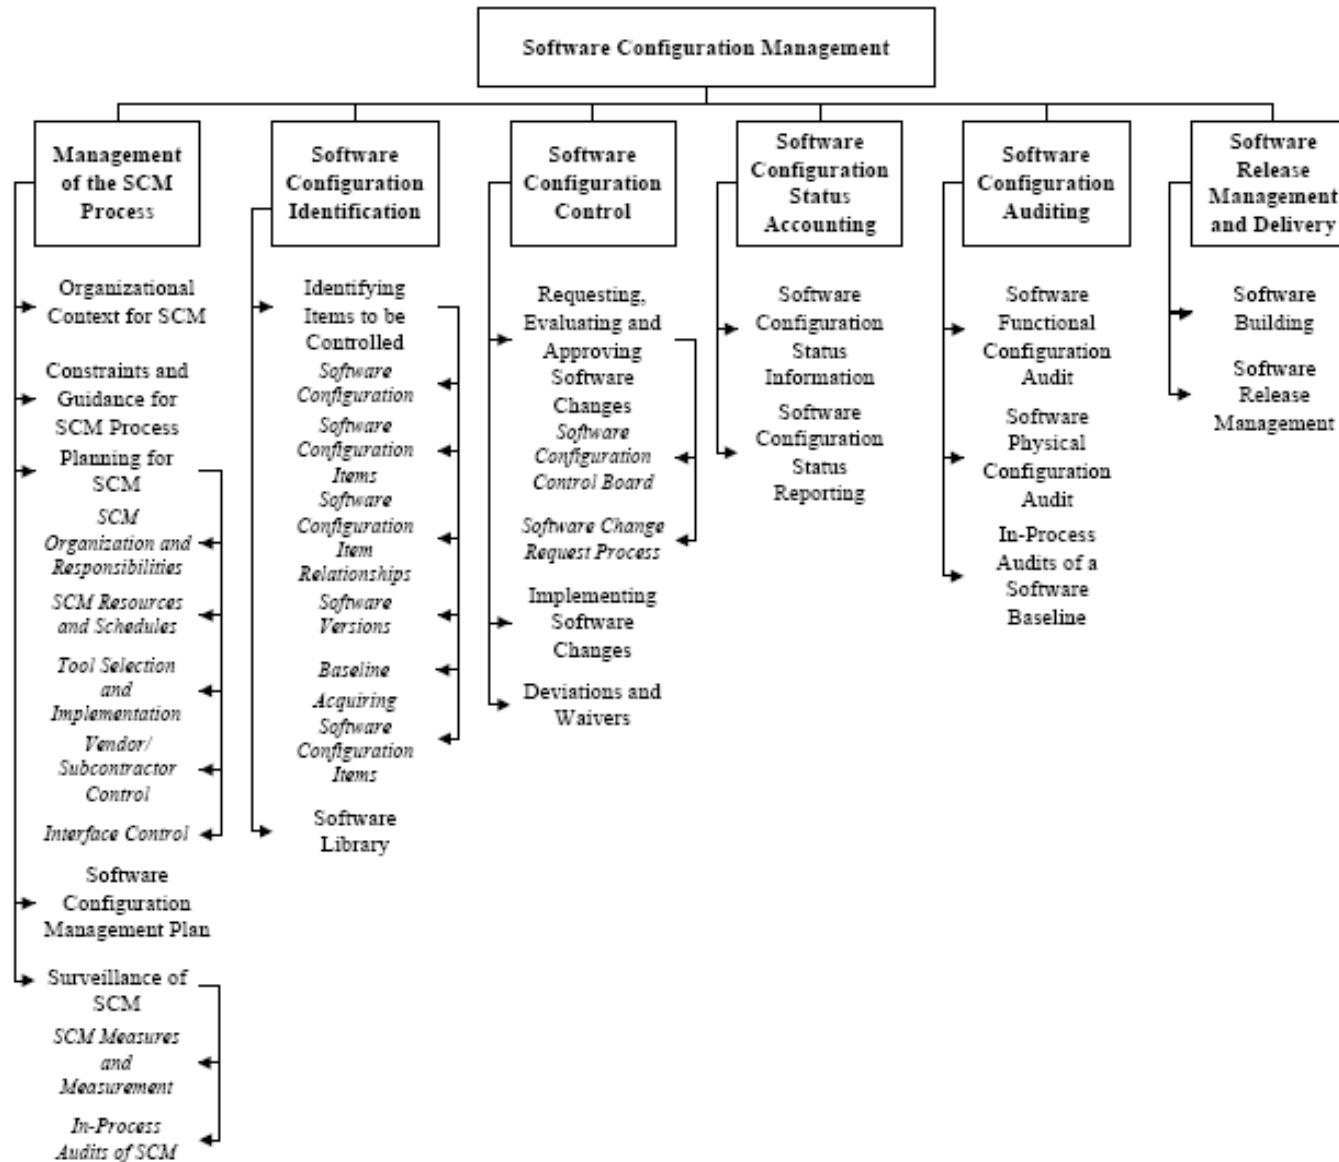 Software Configuration Management
Management
of the SCM
Process
Organizational
Context for SCM
Constraints and
Guidance for
SCM Process
Planning for
SCM
SCM
Organization and
Responsibilities
SCM Resources
and Schedules
Tool Selection
and
Implementation
Vendor/
Subcontractor
Control
Interface Control
Software
Configuration
Management Plan
Surveillance of
SCM
SCM Measures
and
Measurement
In-Process
Audits of SCM
Software
Configuration
Identification
Identifying
Items to be
Controlled
Software
Configuration
Software
Configuration
Items
Software
Configuration
Item
Relationships
Software
Versions
Baseline
Acquiring
Software
Configuration
Items
Software
Library
Software
Configuration
Control
Requesting,
Evaluating and
Approving
Software
Changes
Software
Configuration
Control Board
Software Change
Request Process
Implementing
Software
Changes
Deviations and
Waivers
Software
Configuration
Status
Accounting
Software
Configuration
Status
Information
Software
Configuration
Status
Reporting
Software
Configuration
Auditing
Software
Functional
Configuration
Audit
Software
Physical
Configuration
Audit
In-Process
Audits of a
Software
Baseline
Software
Release
Management
and Delivery
Software
Building
Software
Release
Management